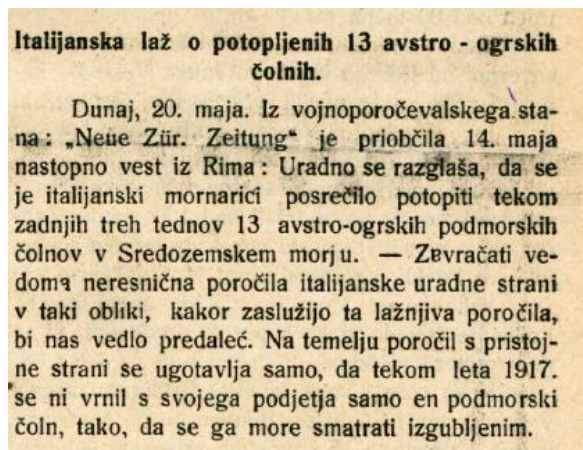 Italijanska laž o potopljenih 13 avstro - ogrskih
čolnih.
Dunaj, 20. maja. Iz vojnoporočevalskega sta-
na: „Neue Zür. Zeitung“ je priobčila 14. maja
nastopno vest iz Rima: Uradno se razglaša, da se
je italijanski mornarici posrečilo potopiti tekom
zadnjih treh tednov 13 avstro-ogrskih podmorskih
čolnov v Sredozemskem morju. — Zavračati ve-
doma neresnična poročila italijanske uradne strani
v taki obliki, kakor zaslužijo ta lažnjiva poročila,
bi nas vedlo predaleć. Na temelju poročil s pristoj-
ne strani se ugotavlja samo, da tekom leta 1917.
se ni vrnil s svojega podjetja samo en podmorski
čoln, tako, da se ga more smatrati izgubljenim.